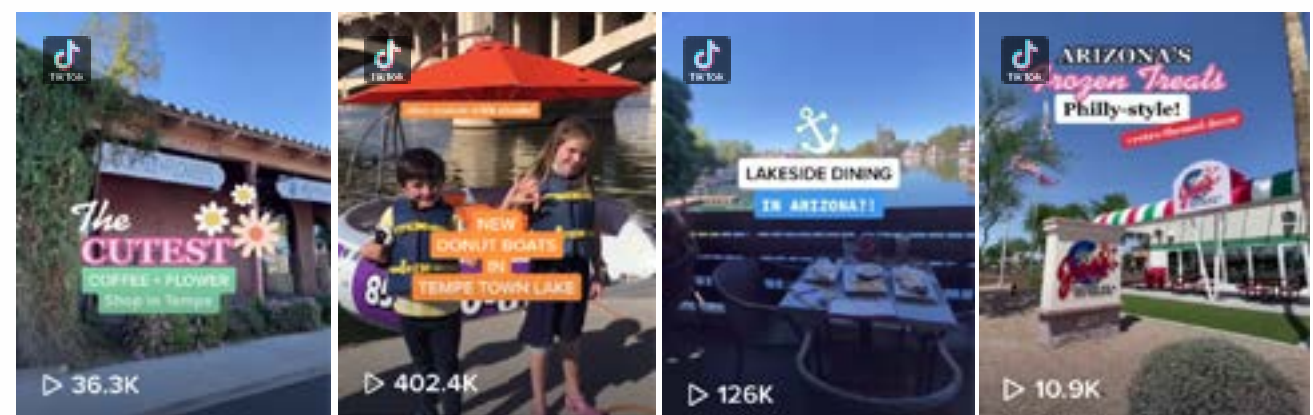 TikTok
The
CUTEST
COFFEE + FLOWER
Shop in Tempe
36.3K
TikTok
NEW
DONUT BOATS
IN
TEMPE TOWN LAKE
402.4K
TikTok
LAKESIDE DINING
IN ARIZONA?!
126K
TikTok
ARIZONA'S
Frozen Treats
Philly-style!
10.9K